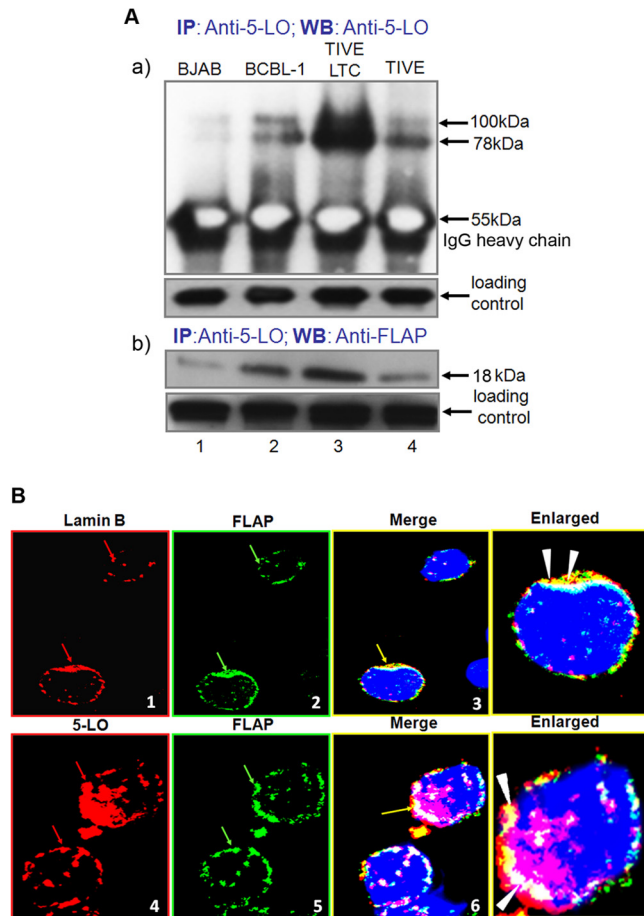 A
IP: Anti-5-LO; WB: Anti-5-LO
a)
BJAB BCBL-1 TIVE LTC TIVE
100kDa
78kDa
55kDa
IgG heavy chain
loading control
b)
IP:Anti-5-LO; WB: Anti-FLAP
18 kDa
loading control
1 2 3 4
B
Lamin B FLAP Merge Enlarged
1 2 3
5-LO FLAP Merge Enlarged
4 5 6